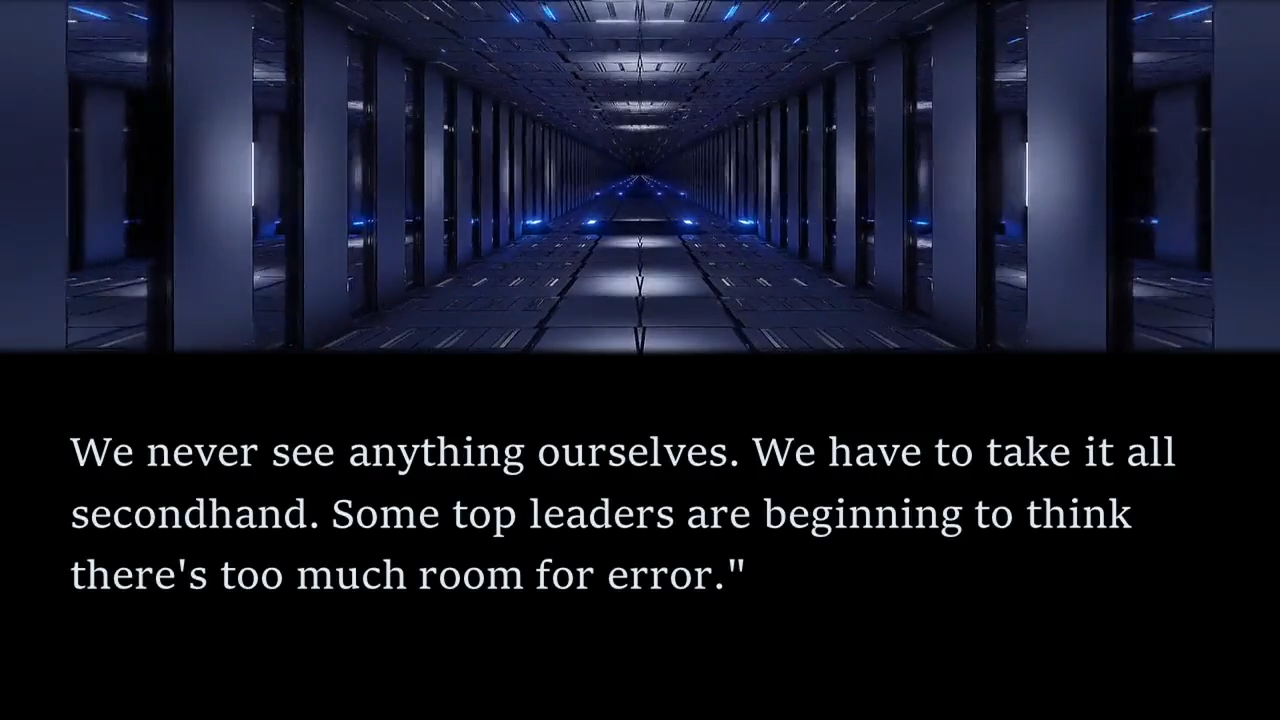 We never see anything ourselves. We have to take it all
secondhand. Some top leaders are beginning to think
there's too much room for error."